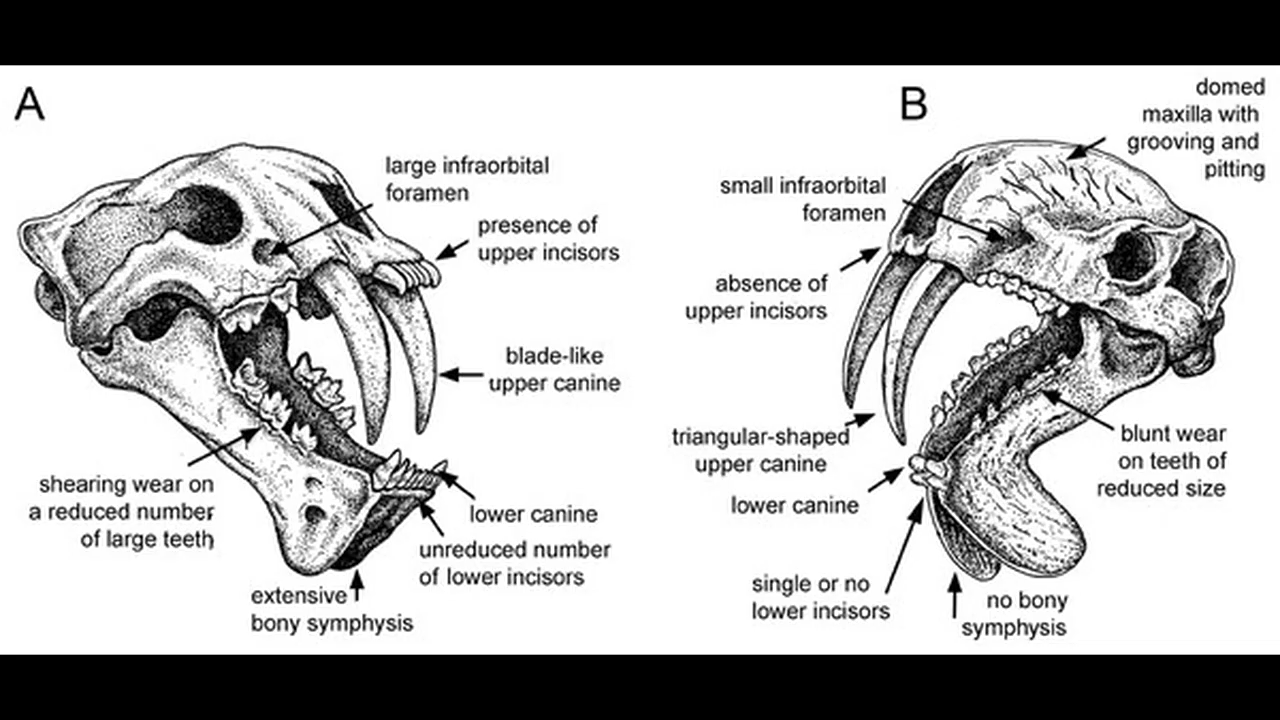 A
large infraorbital
foramen
presence of
upper incisors
blade-like
upper canine
shearing wear on
a reduced number
of large teeth
lower canine
unreduced number
of lower incisors
extensive
bony symphysis
B
domed
maxilla with
grooving and
pitting
small infraorbital
foramen
absence of
upper incisors
triangular-shaped
upper canine
lower canine
blunt wear
on teeth of
reduced size
single or no
lower incisors
no bony
symphysis